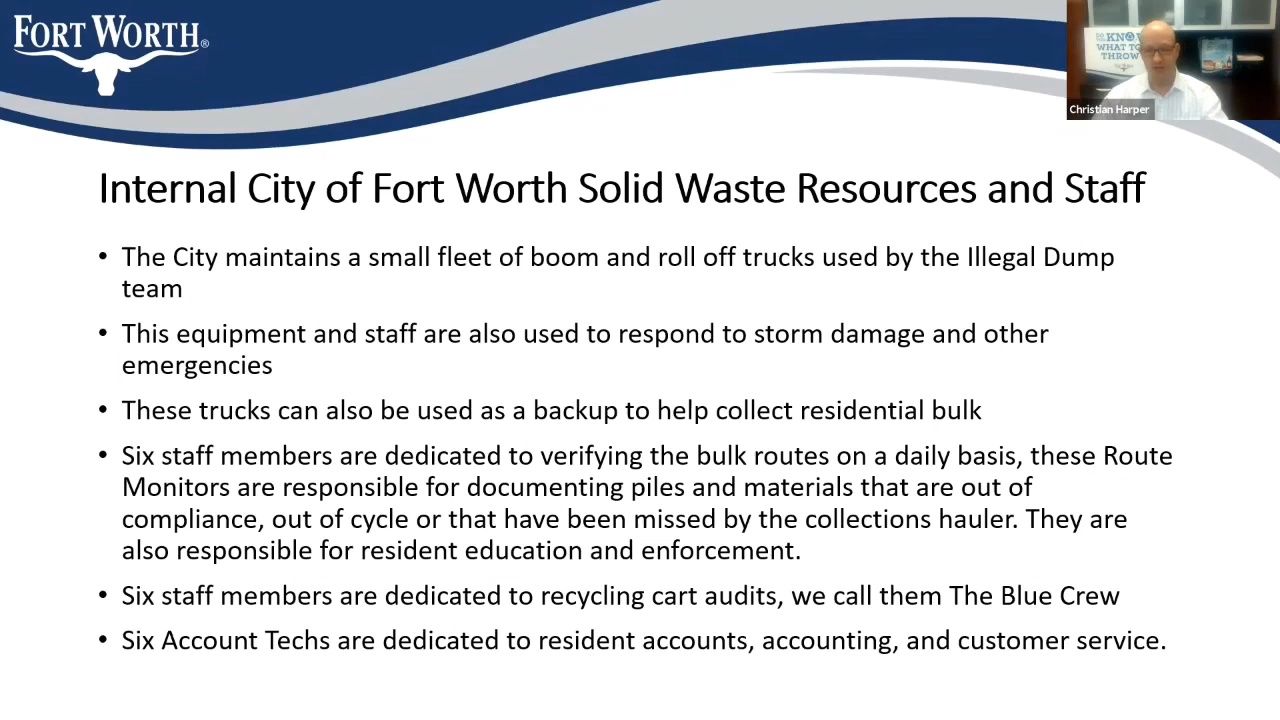 FORT WORTH®
KNOW
WHAT TO
THROW
Christian Harper
Internal City of Fort Worth Solid Waste Resources and Staff
• The City maintains a small fleet of boom and roll off trucks used by the Illegal Dump
team
• This equipment and staff are also used to respond to storm damage and other
emergencies
• These trucks can also be used as a backup to help collect residential bulk
• Six staff members are dedicated to verifying the bulk routes on a daily basis, these Route
Monitors are responsible for documenting piles and materials that are out of
compliance, out of cycle or that have been missed by the collections hauler. They are
also responsible for resident education and enforcement.
• Six staff members are dedicated to recycling cart audits, we call them The Blue Crew
• Six Account Techs are dedicated to resident accounts, accounting, and customer service.